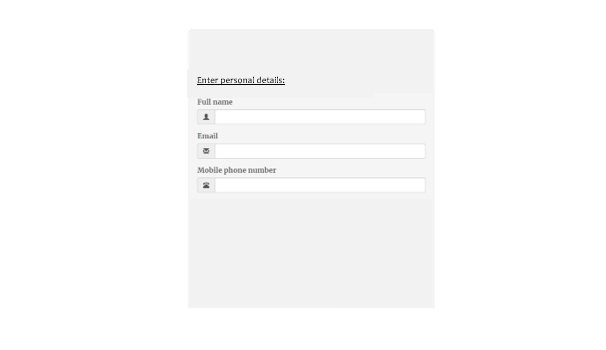 Enter personal details:
Full name
Email
Mobile phone number